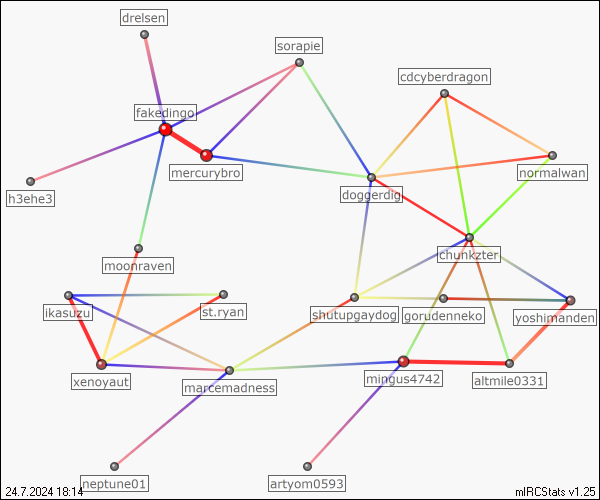 drelsen
sorapie
cdcyberdragon
fakedingo
mercurybro
normalwan
h3ehe3
doggerdig
chunkzter
moonraven
ikasuzu
st.ryan
shutupgaydog
gorudenneko
yoshimanden
xenoyaut
marcemadness
mingus4742
altmile0331
neptune01
artyom0593
24.7.2024 18:14
mIRCStats v1.25